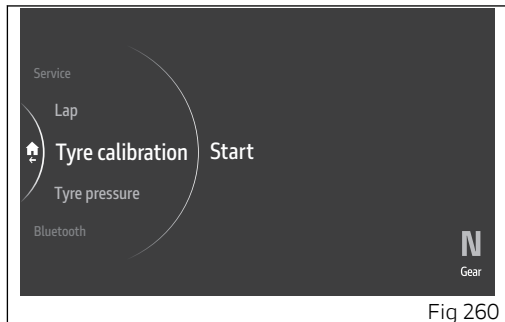 Service
Lap
Tyre calibration Start
Tyre pressure
Bluetooth
N
Gear
Fig 260